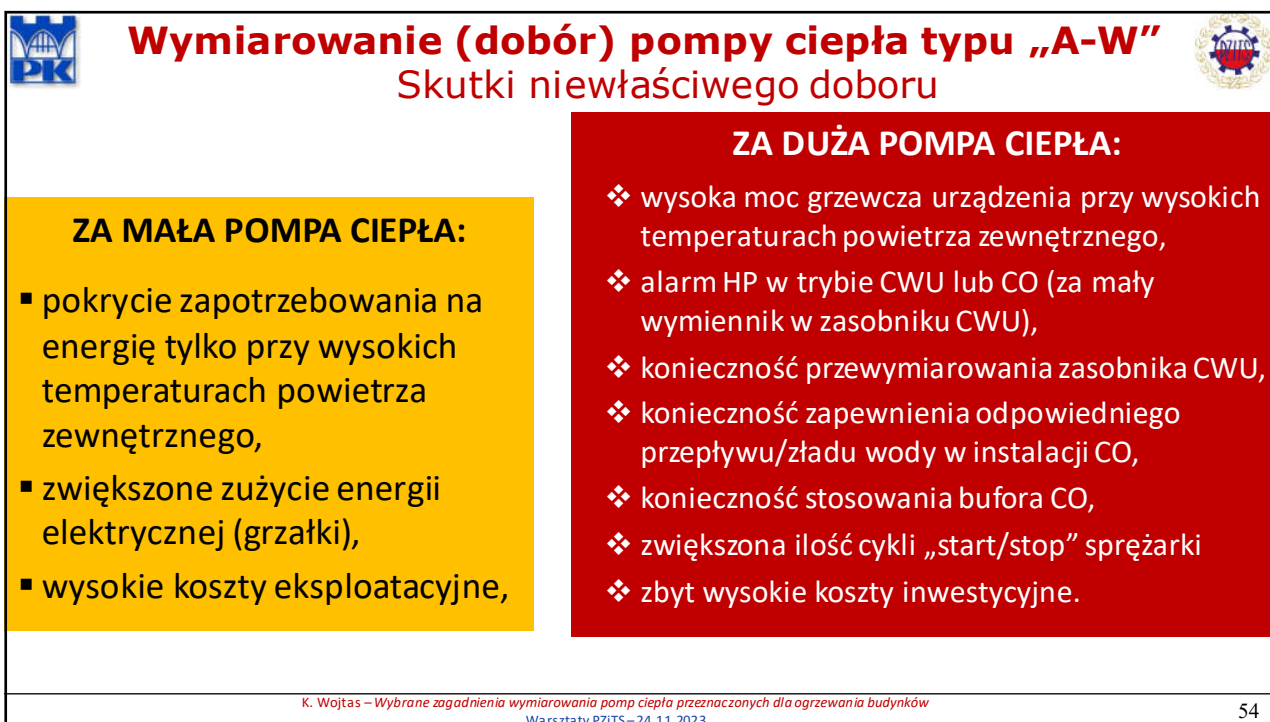 PK
Wymiarowanie (dobór) pompy ciepła typu „A-W”
PZITS
Skutki niewłaściwego doboru
ZA MAŁA POMPA CIEPŁA:
▪ pokrycie zapotrzebowania na
energię tylko przy wysokich
temperaturach powietrza
zewnętrznego,
▪ zwiększone zużycie energii
elektrycznej (grzałki),
▪ wysokie koszty eksploatacyjne,
ZA DUŻA POMPA CIEPŁA:
❖ wysoka moc grzewcza urządzenia przy wysokich
temperaturach powietrza zewnętrznego,
❖ alarm HP w trybie CWU lub CO (za mały
wymiennik w zasobniku CWU),
❖ konieczność przewymiarowania zasobnika CWU,
❖ konieczność zapewnienia odpowiedniego
przepływu/zładu wody w instalacji CO,
❖ konieczność stosowania bufora CO,
❖ zwiększona ilość cykli „start/stop” sprężarki
❖ zbyt wysokie koszty inwestycyjne.
K. Wojtas – Wybrane zagadnienia wymiarowania pomp ciepła przeznaczonych dla ogrzewania budynków
Warsztaty PZiTS – 24.11.2023
54